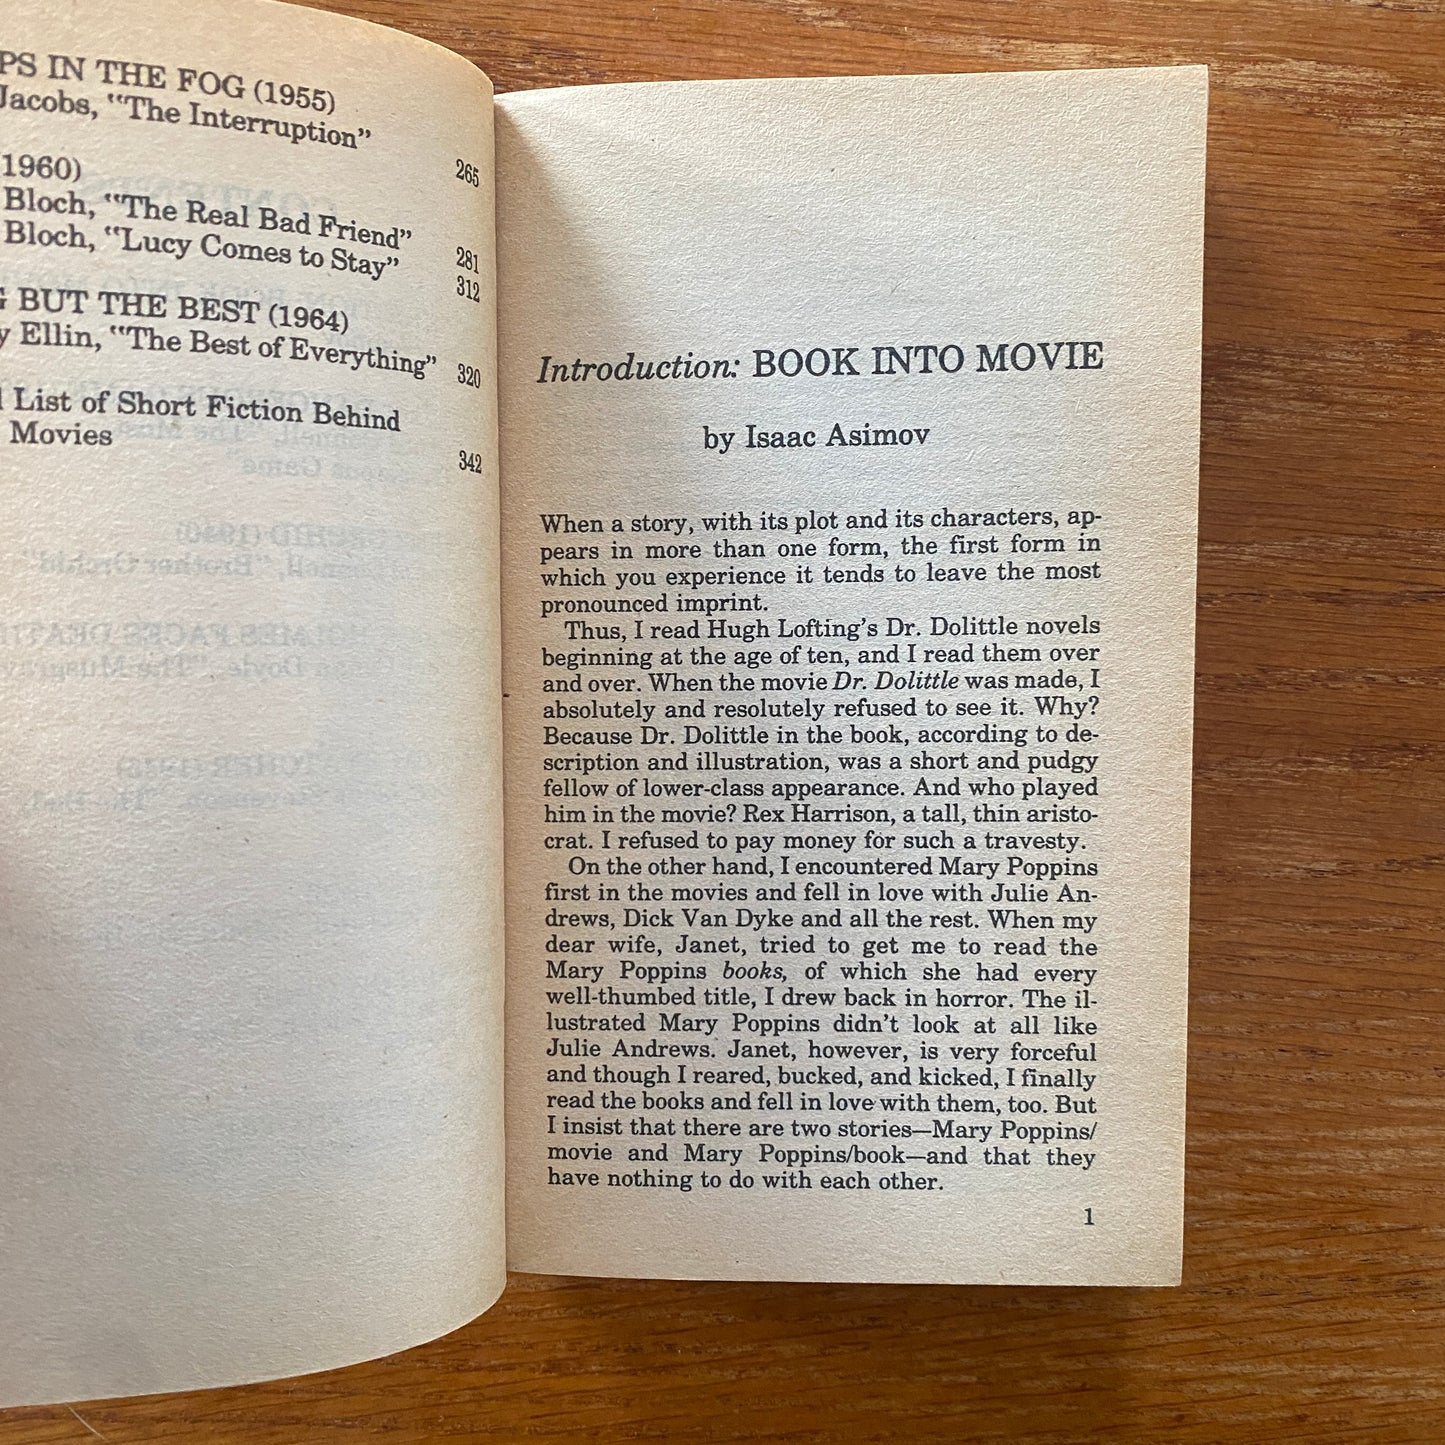 PS IN THE FOG (1955)
Jacobs, "The Interruption"
265
1960)
Bloch, "The Real Bad Friend"
281
Bloch, "Lucy Comes to Stay"
312
BUT THE BEST (1964)
Ellin, "The Best of Everything"
320
List of Short Fiction Behind
Movies
342
Introduction: BOOK INTO MOVIE
by Isaac Asimov
When a story, with its plot and its characters, ap-
pears in more than one form, the first form in
which you experience it tends to leave the most
pronounced imprint.
Thus, I read Hugh Lofting's Dr. Dolittle novels
beginning at the age of ten, and I read them over
and over. When the movie Dr. Dolittle was made, I
absolutely and resolutely refused to see it. Why?
Because Dr. Dolittle in the book, according to de-
scription and illustration, was a short and pudgy
fellow of lower-class appearance. And who played
him in the movie? Rex Harrison, a tall, thin aristo-
crat. I refused to pay money for such a travesty.
On the other hand, I encountered Mary Poppins
first in the movies and fell in love with Julie An-
drews, Dick Van Dyke and all the rest. When my
dear wife, Janet, tried to get me to read the
Mary Poppins books, of which she had every
well-thumbed title, I drew back in horror. The il-
lustrated Mary Poppins didn't look at all like
Julie Andrews. Janet, however, is very forceful
and though I reared, bucked, and kicked, I finally
read the books and fell in love with them, too. But
I insist that there are two stories—Mary Poppins/
movie and Mary Poppins/book—and that they
have nothing to do with each other.
1